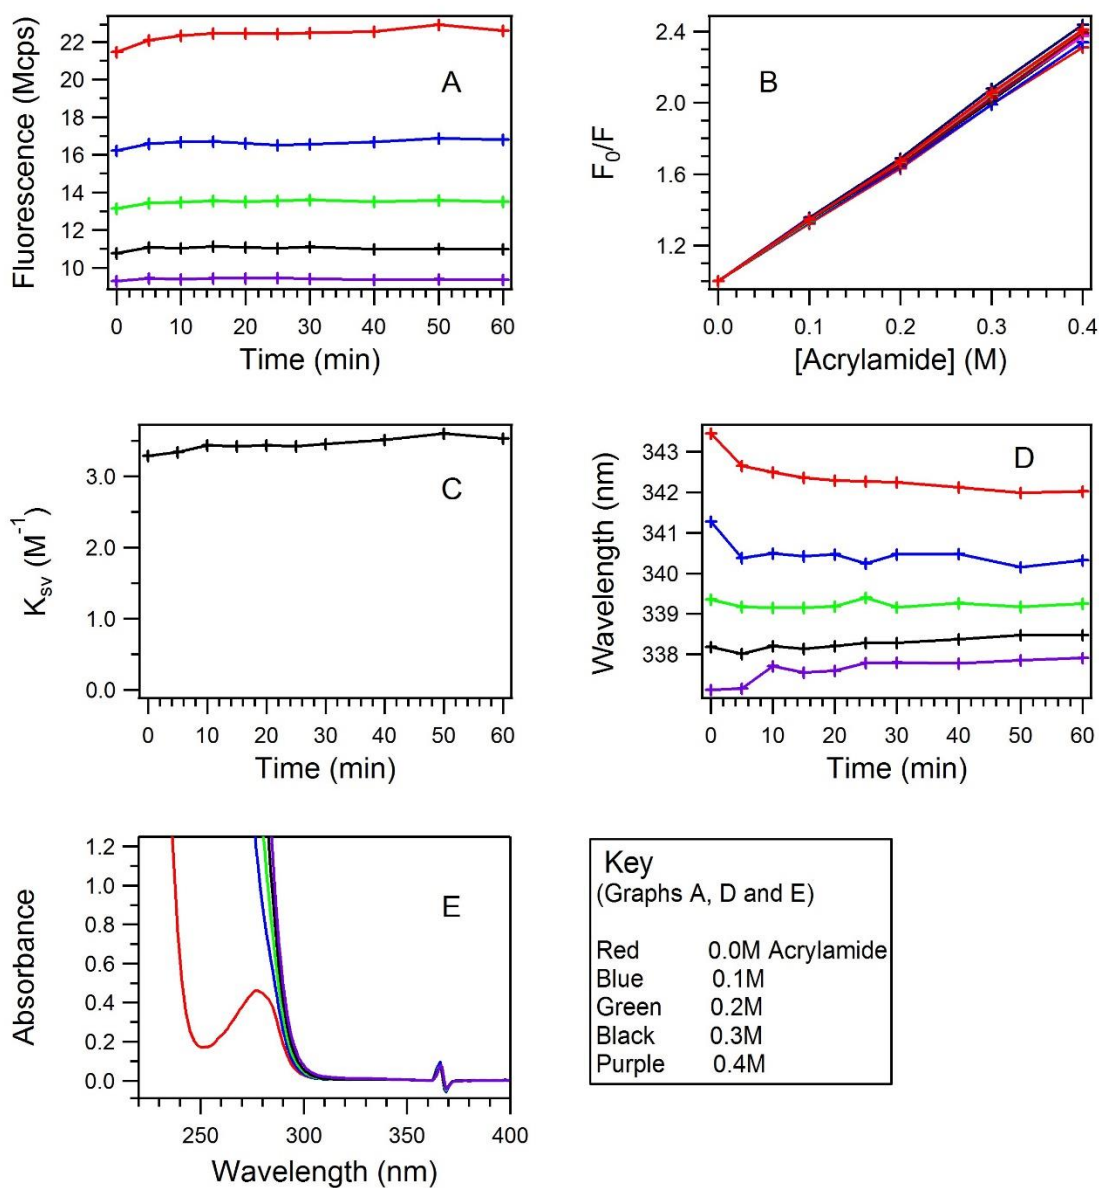 A
Fluorescence (Mcps)
22
20
18
16
14
12
10
0 10 20 30 40 50 60
Time (min)
B
F₀/F
2.4
2.0
1.6
1.2
0.0 0.1 0.2 0.3 0.4
[Acrylamide] (M)
C
Kₛᵥ (M⁻¹)
3.0
2.0
1.0
0.0
0 10 20 30 40 50 60
Time (min)
D
Wavelength (nm)
343
342
341
340
339
338
0 10 20 30 40 50 60
Time (min)
E
Absorbance
1.2
1.0
0.8
0.6
0.4
0.2
0.0
250 300 350 400
Wavelength (nm)
Key
(Graphs A, D and E)
Red 0.0M Acrylamide
Blue 0.1M
Green 0.2M
Black 0.3M
Purple 0.4M